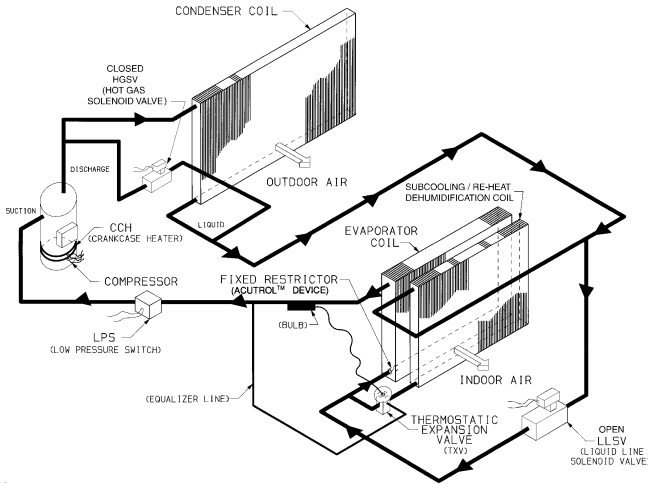 CONDENSER COIL
CLOSED
HGSV
(HOT GAS
SOLENOID VALVE)
DISCHARGE
OUTDOOR AIR
SUBCOOLING / RE-HEAT
DEHUMIDIFICATION COIL
SUCTION
LIQUID
EVAPORATOR
COIL
CCH
(CRANKCASE HEATER)
COMPRESSOR
FIXED RESTRICTOR
(ACUTROL™ DEVICE)
LPS
(LOW PRESSURE SWITCH)
(BULB)
INDOOR AIR
(EQUALIZER LINE)
THERMOSTATIC
EXPANSION
VALVE
(TXV)
OPEN
LLSV
(LIQUID LINE
SOLENOID VALVE)